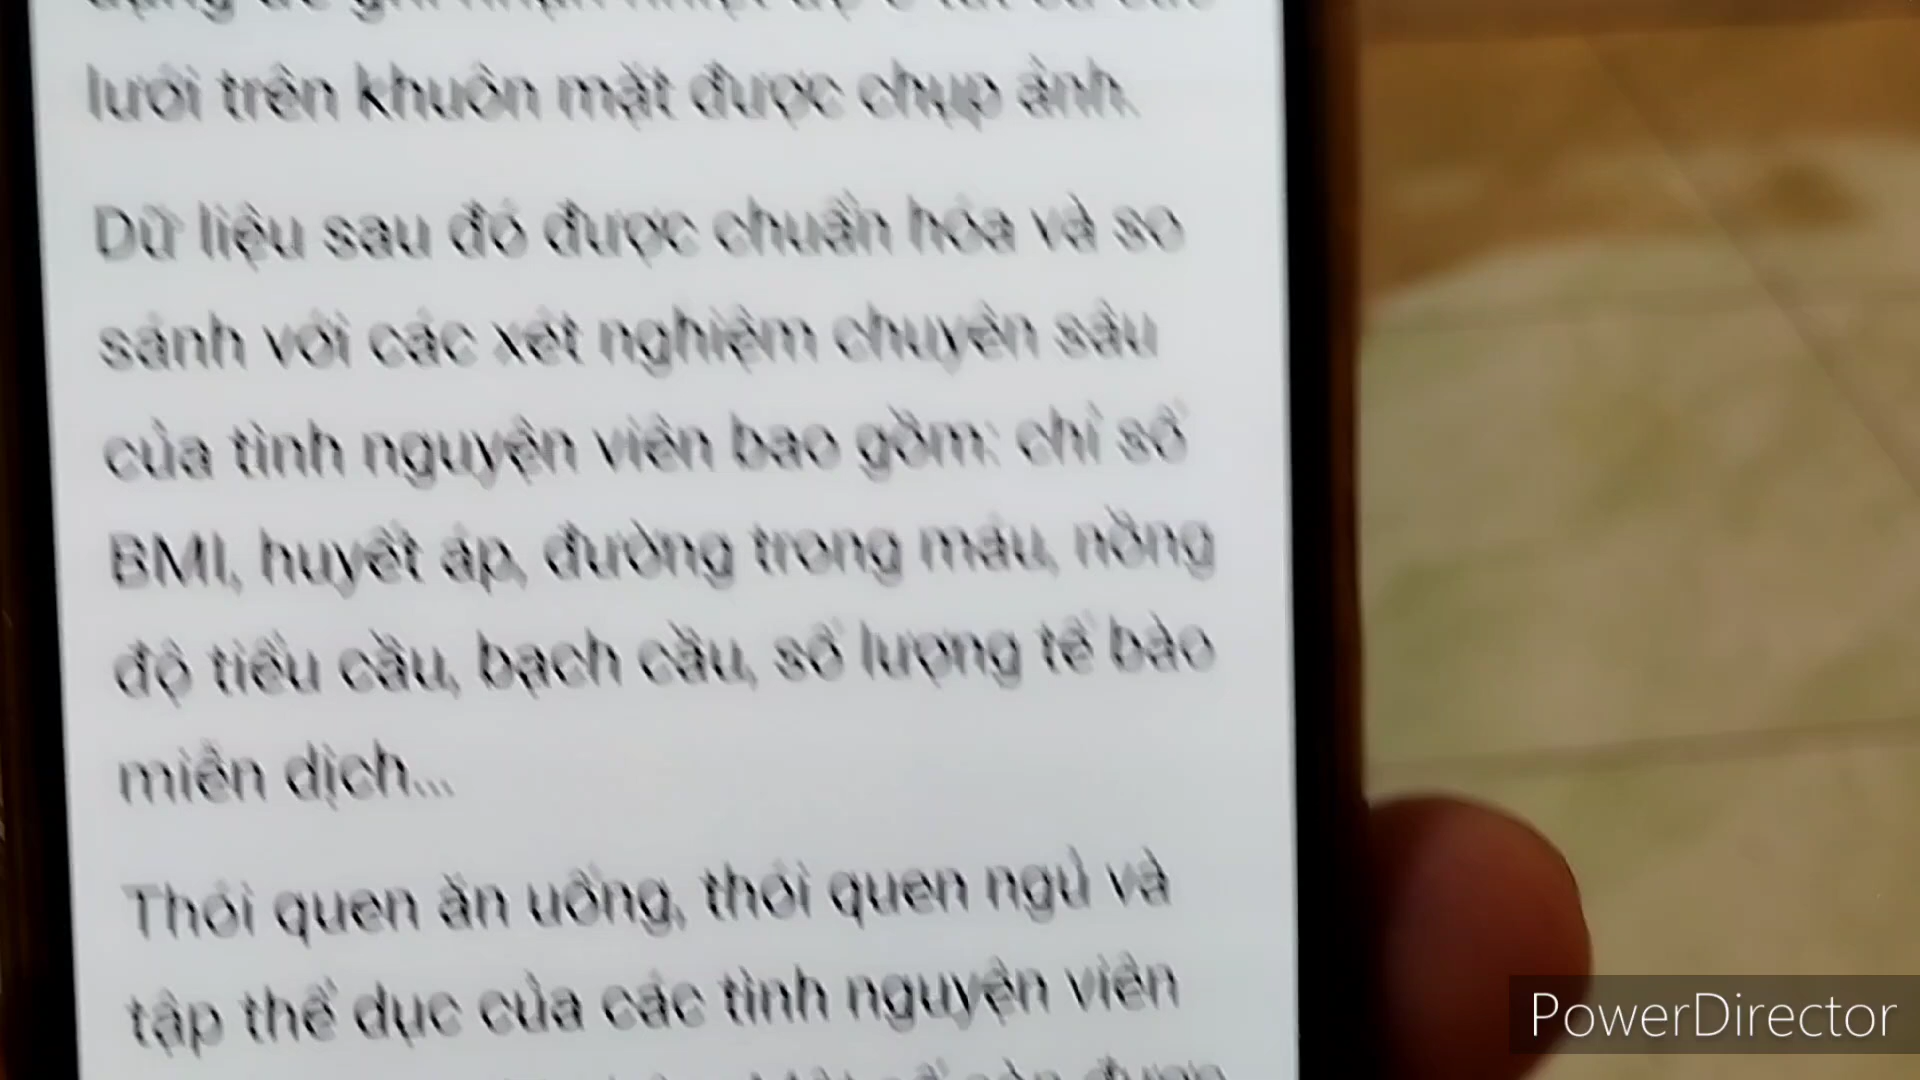 lưới trên khuôn mặt được chụp ảnh.
Dữ liệu sau đó được chuẩn hóa và so
sánh với các xét nghiệm chuyên sâu
của tình nguyện viên bao gồm: chỉ số
BMI, huyết áp, đường trong máu, nồng
độ tiểu cầu, bạch cầu, số lượng tế bào
miễn dịch...
Thói quen ăn uống, thói quen ngủ và
tập thể dục của các tình nguyện viên
PowerDirector